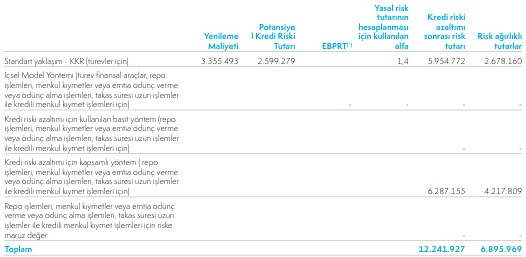 Yasal risk
tutarının
Potansiye hesaplanması Kredi riski azaltımı
Yenileme l Kredi Riski için kullanılan sonrası risk Risk ağırlıklı
Maliyeti Tutarı EBPRT(*) alfa tutarı tutarlar
Standart yaklaşım - KKR (türevler için) 3.355.493 2.599.279 1,4 5.954.772 2.678.160
İçsel Model Yöntemi (türev finansal araçlar, repo
işlemleri, menkul kıymetler veya emtia ödünç verme
veya ödünç alma işlemleri, takas süresi uzun işlemler
ile kredili menkul kıymet işlemleri için) - - - -
Kredi riski azaltımı için kullanılan basit yöntem (repo
işlemleri, menkul kıymetler veya emtia ödünç verme
veya ödünç alma işlemleri, takas süresi uzun işlemler
ile kredili menkul kıymet işlemleri için) - -
Kredi riski azaltımı için kapsamlı yöntem ( repo
işlemleri, menkul kıymetler veya emtia ödünç verme
veya ödünç alma işlemleri, takas süresi uzun işlemler
ile kredili menkul kıymet işlemleri için) 6.287.155 4.217.809
Repo işlemleri, menkul kıymetler veya emtia ödünç
verme veya ödünç alma işlemleri, takas süresi uzun
işlemler ile kredili menkul kıymet işlemleri için riske
maruz değer - -
Toplam 12.241.927 6.895.969